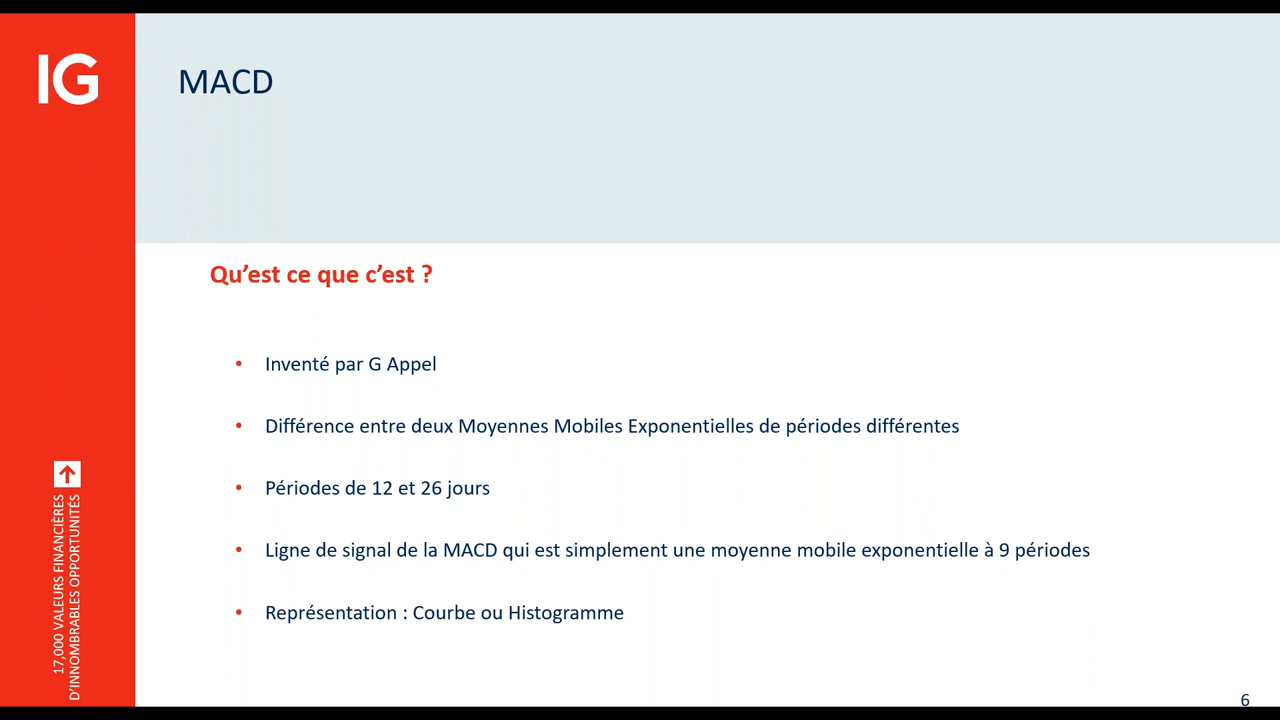 IG
MACD
Qu’est ce que c’est ?
• Inventé par G Appel
• Différence entre deux Moyennes Mobiles Exponentielles de périodes différentes
• Périodes de 12 et 26 jours
• Ligne de signal de la MACD qui est simplement une moyenne mobile exponentielle à 9 périodes
• Représentation : Courbe ou Histogramme
17,000 VALEURS FINANCIÈRES
D’INNOMBRABLES OPPORTUNITÉS
6